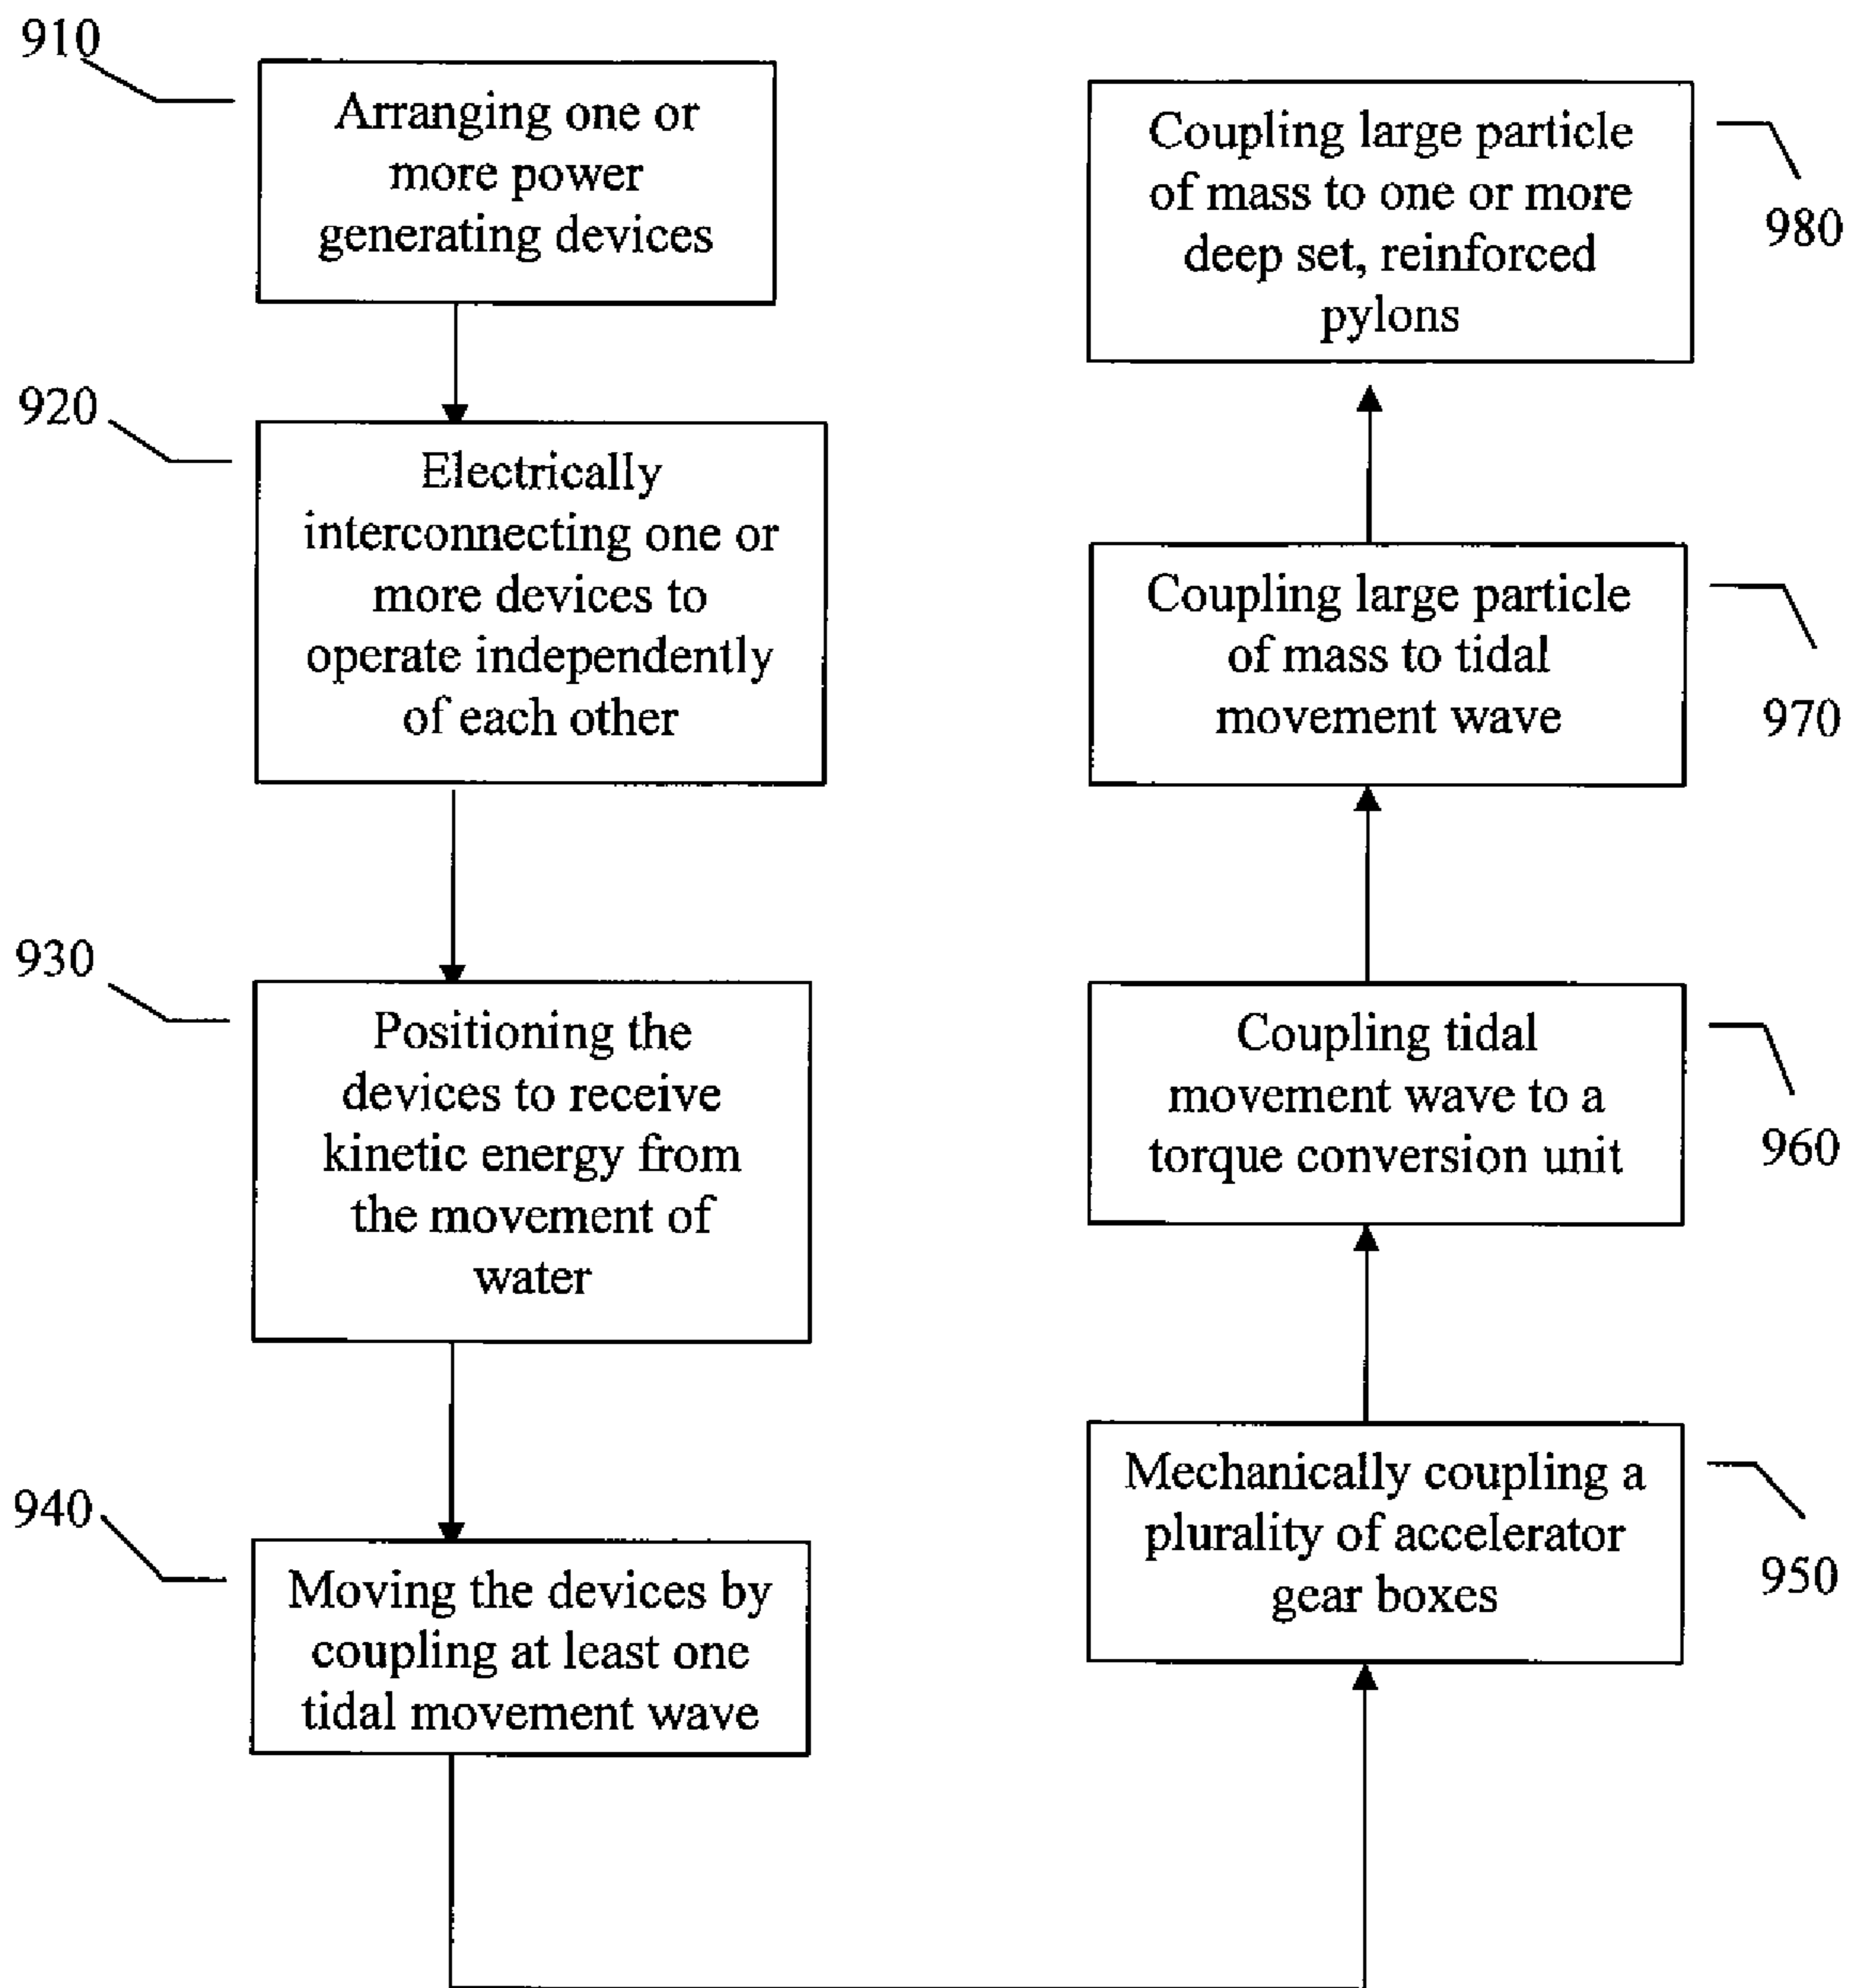 910
Arranging one or
more power
generating devices
920
Electrically
interconnecting one or
more devices to
operate independently
of each other
930
Positioning the
devices to receive
kinetic energy from
the movement of
water
940
Moving the devices by
coupling at least one
tidal movement wave
Mechanically coupling a
plurality of accelerator
gear boxes
950
Coupling tidal
movement wave to a
torque conversion unit
960
Coupling large particle
of mass to tidal
movement wave
970
Coupling large particle
of mass to one or more
deep set, reinforced
pylons
980